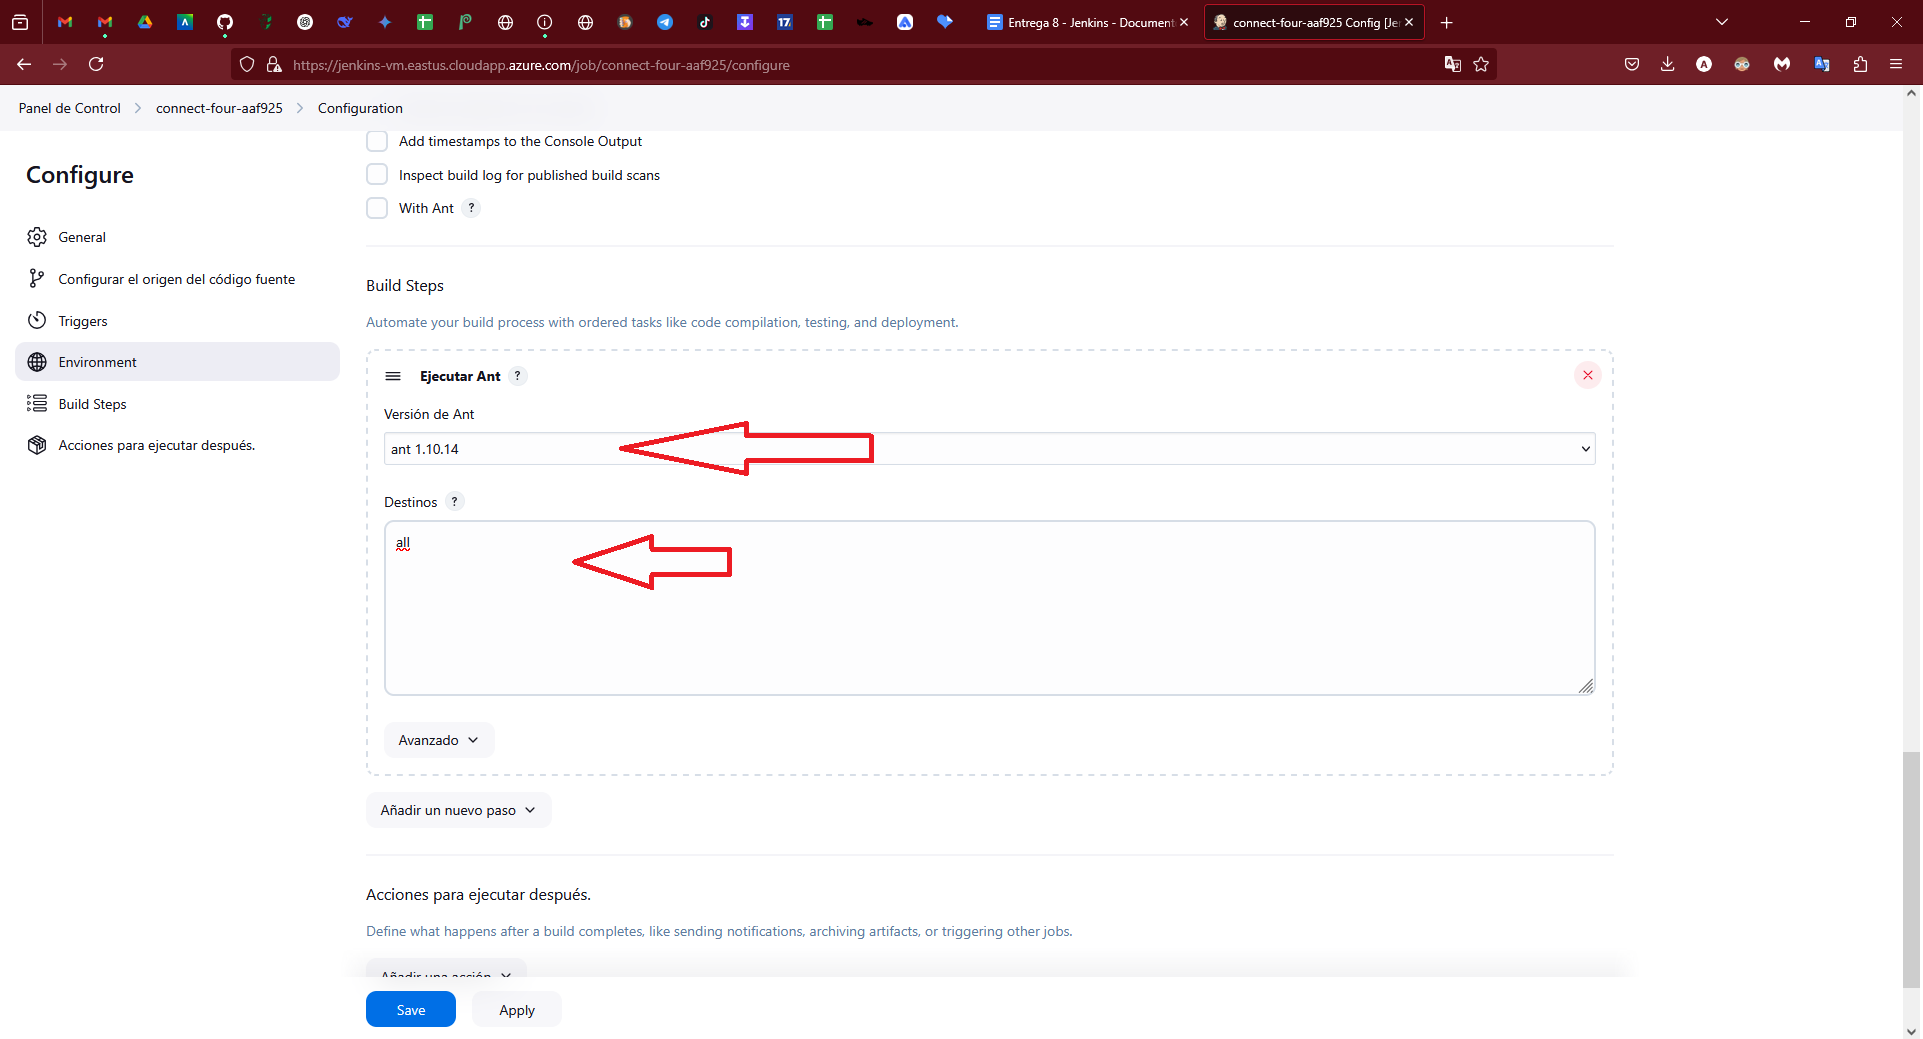 Entrega 8 - Jenkins - Document
connect-four-aaf925 Config [Je
https://jenkins-vm.eastus.cloudapp.azure.com/job/connect-four-aaf925/configure
Panel de Control
connect-four-aaf925
Configuration
Configure
General
Configurar el origen del código fuente
Triggers
Environment
Build Steps
Acciones para ejecutar después.
Add timestamps to the Console Output
Inspect build log for published build scans
With Ant ?
Build Steps
Automate your build process with ordered tasks like code compilation, testing, and deployment.
Ejecutar Ant ?
Versión de Ant
ant 1.10.14
Destinos ?
all
Avanzado
Añadir un nuevo paso
Acciones para ejecutar después.
Define what happens after a build completes, like sending notifications, archiving artifacts, or triggering other jobs.
Añadir una acción
Save
Apply